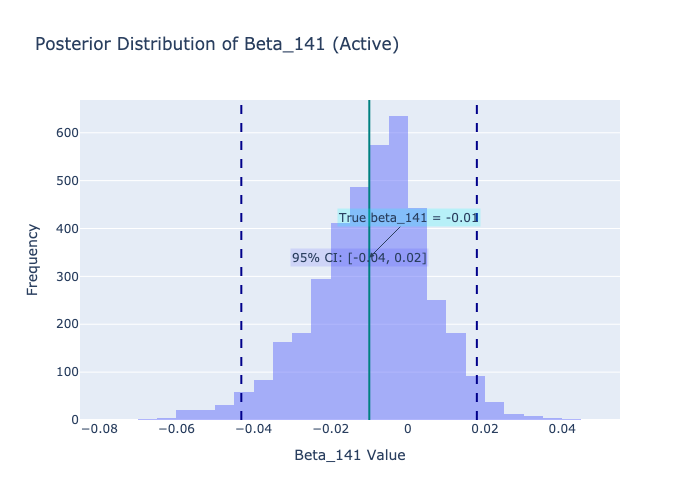 Posterior Distribution of Beta_141 (Active)
600
500
400
300
200
100
0
Frequency
True beta_141 = -0.01
95% CI: [-0.04, 0.02]
−0.08
−0.06
−0.04
−0.02
0
0.02
0.04
Beta_141 Value